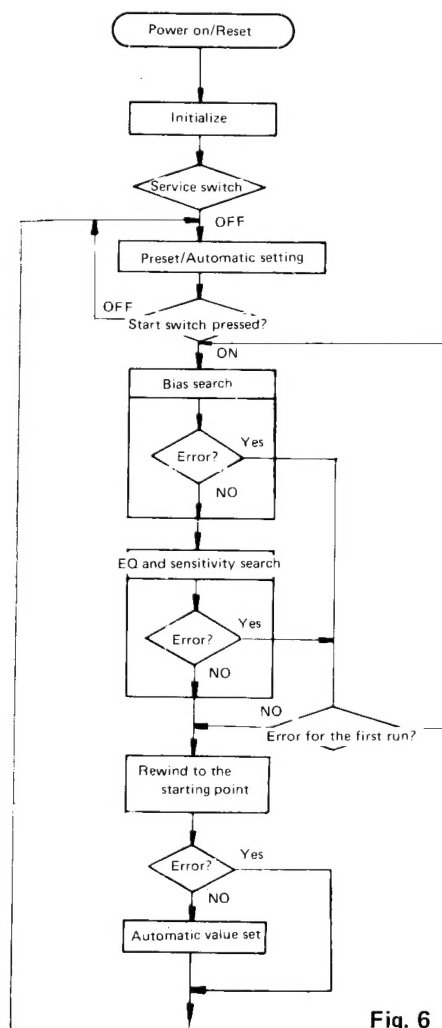 Power on/Reset
Initialize
Service switch
OFF
Preset/Automatic setting
OFF
Start switch pressed?
ON
Bias search
Yes
Error?
NO
EQ and sensitivity search
Yes
Error?
NO
NO
Error for the first run?
Rewind to the
starting point
Yes
Error?
NO
Automatic value set
Fig. 6